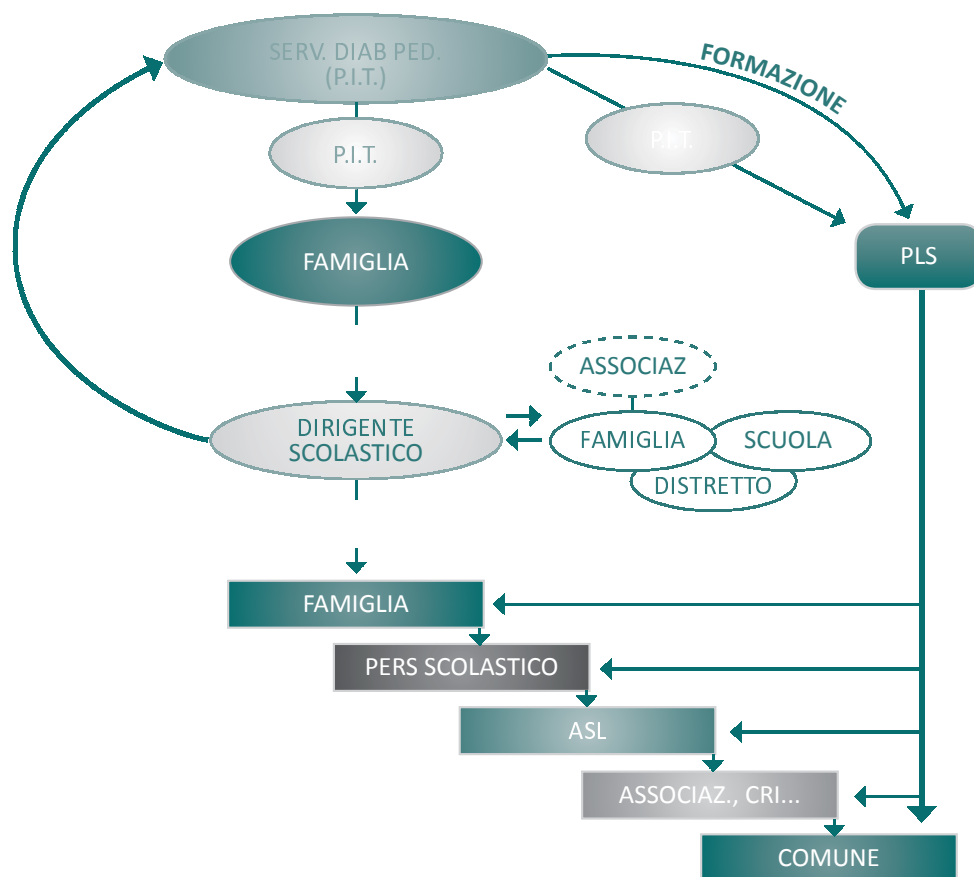 SERV. DIAB PED.
(P.I.T.)
FORMAZIONE
P.I.T.
P.I.T.
FAMIGLIA
PLS
ASSOCIAZ
DIRIGENTE
SCOLASTICO
FAMIGLIA
SCUOLA
DISTRETTO
FAMIGLIA
PERS SCOLASTICO
ASL
ASSOCIAZ., CRI...
COMUNE